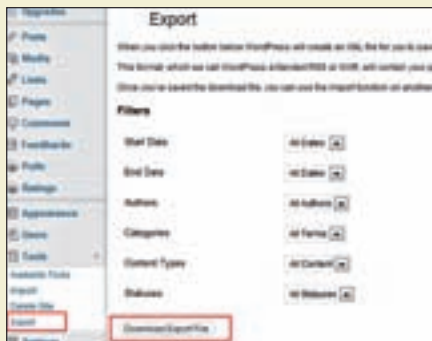 Upgrades
Posts
Media
Links
Pages
Comments
Feedbacks
Polls
Ratings
Appearance
Users
Tools
Available Tools
Import
Delete Site
Export
Settings
Export
When you click the button below WordPress will create an XML file for you to save
This format, which we call WordPress eXtended RSS or WXR, will contain your
Once you've saved the download file, you can use the Import function on another
Filters
Start Date All Dates
End Date All Dates
Authors All Authors
Categories All Terms
Content Types All Content
Statuses All Statuses
Download Export File